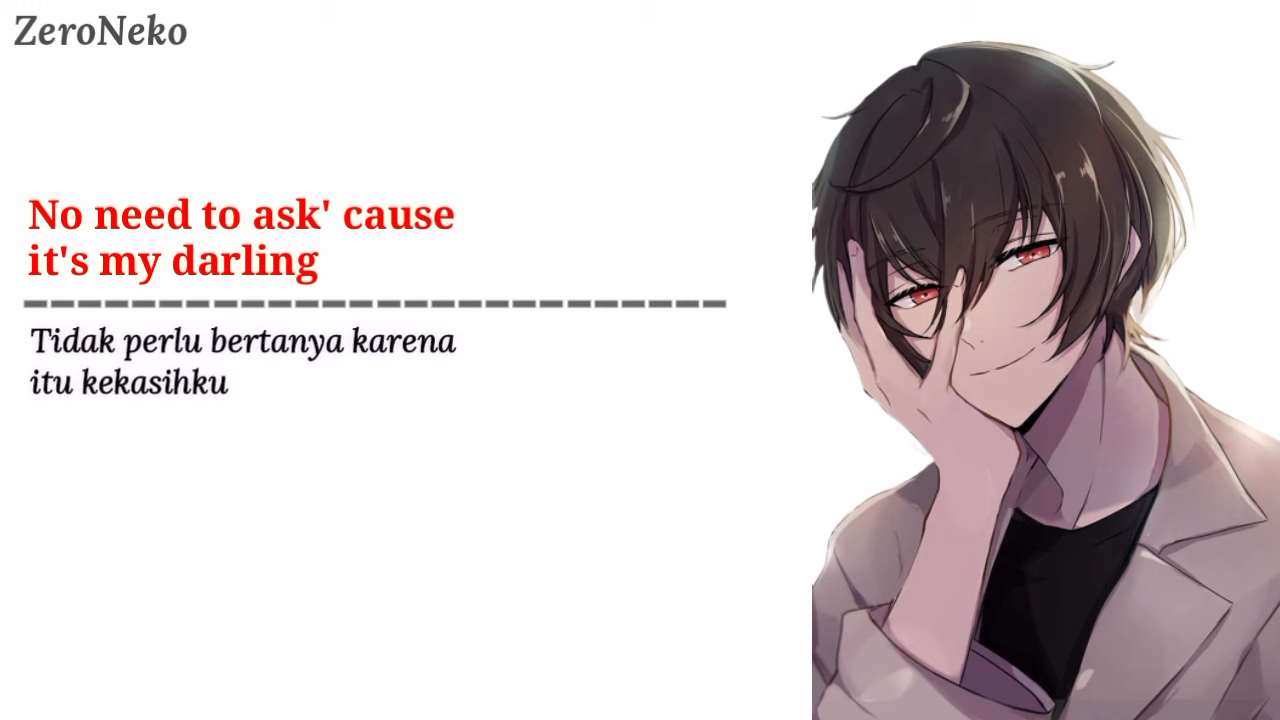 ZeroNeko
No need to ask' cause
it's my darling
Tidak perlu bertanya karena
itu kekasihku